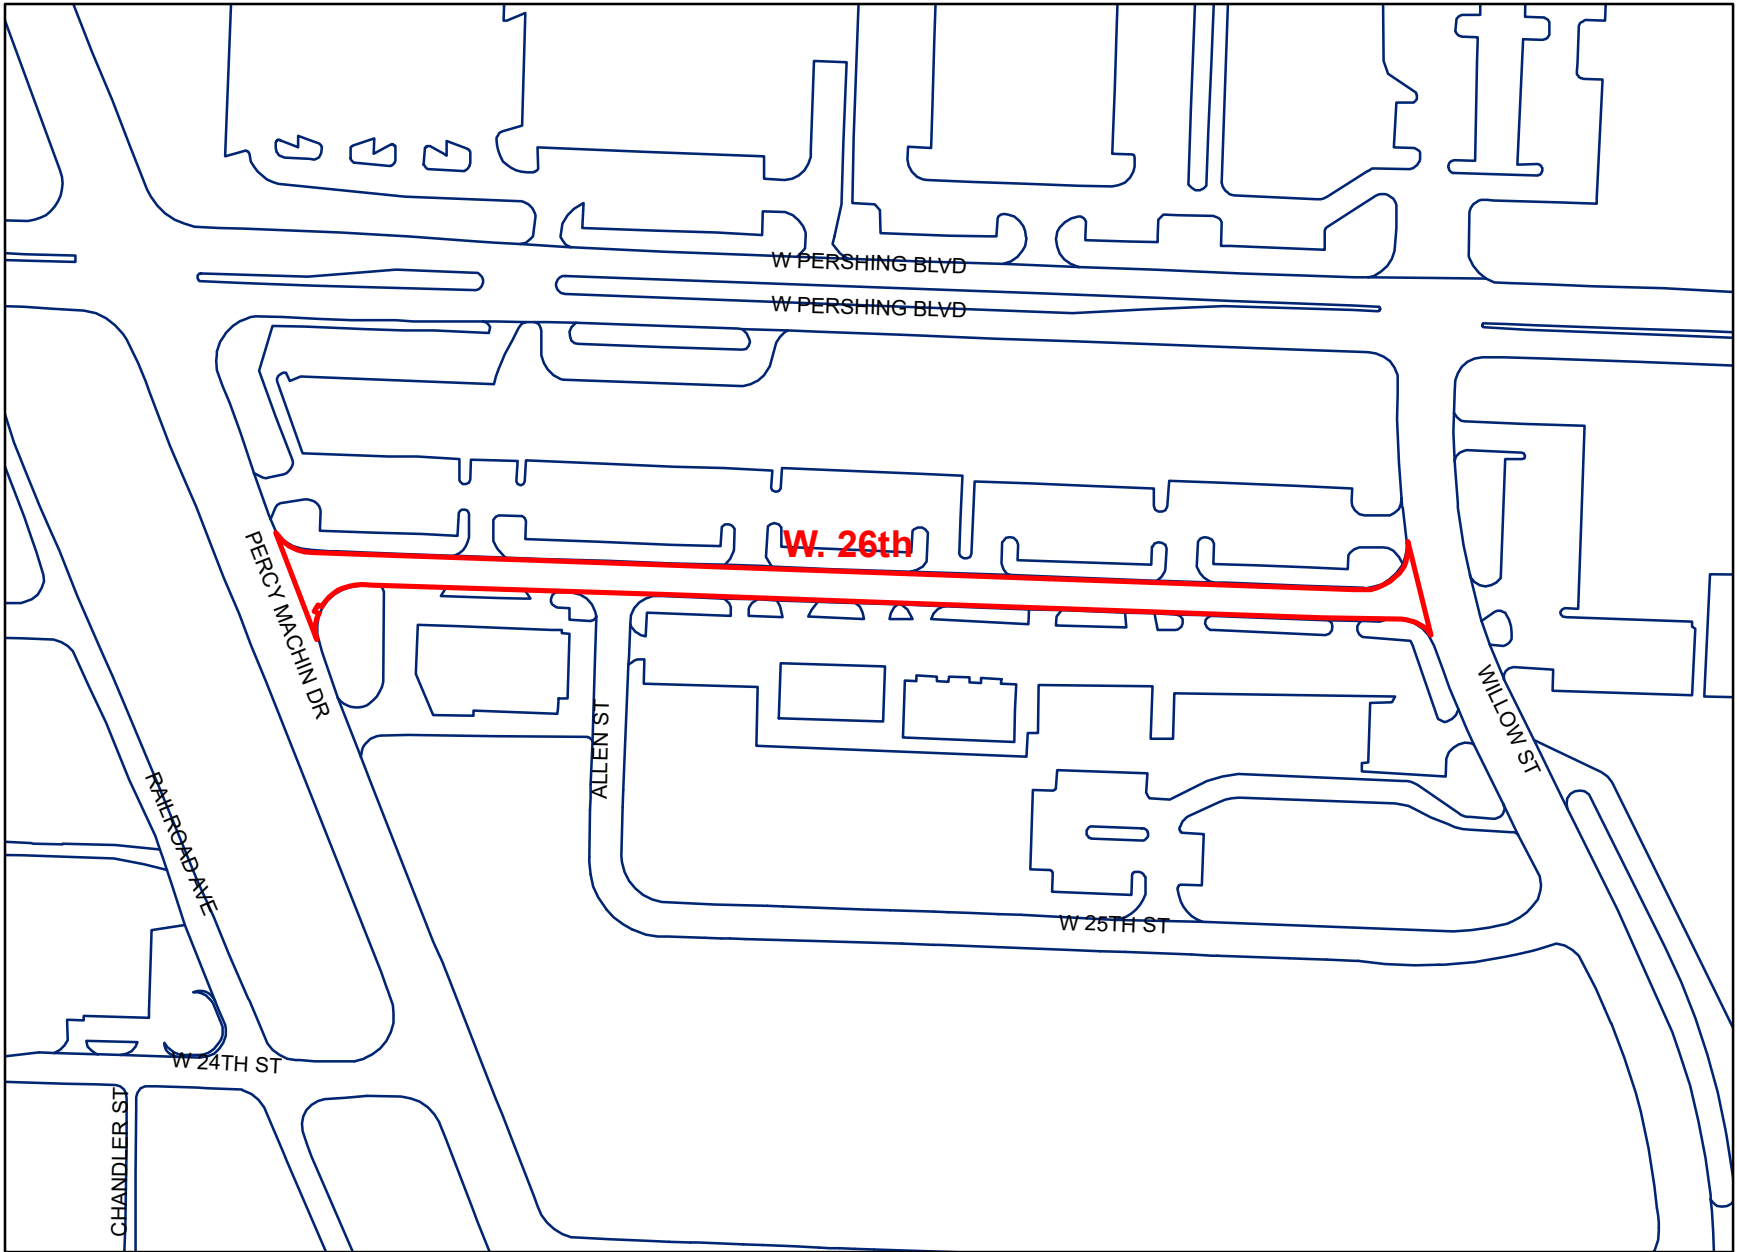 W PERSHING BLVD
W PERSHING BLVD
W. 26th
PERCY MACHIN DR
WILLOW ST
ALLEN ST
RAILROAD AVE
W 25TH ST
W 24TH ST
CHANDLER ST